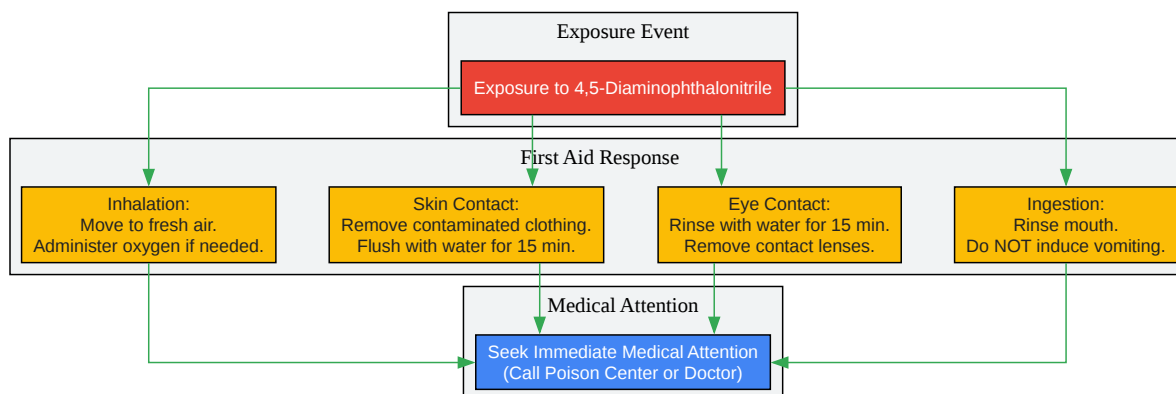 Exposure Event
Exposure to 4,5-Diaminophthalonitrile
First Aid Response
Inhalation:
Move to fresh air.
Administer oxygen if needed.
Skin Contact:
Remove contaminated clothing.
Flush with water for 15 min.
Eye Contact:
Rinse with water for 15 min.
Remove contact lenses.
Ingestion:
Rinse mouth.
Do NOT induce vomiting.
Medical Attention
Seek Immediate Medical Attention
(Call Poison Center or Doctor)